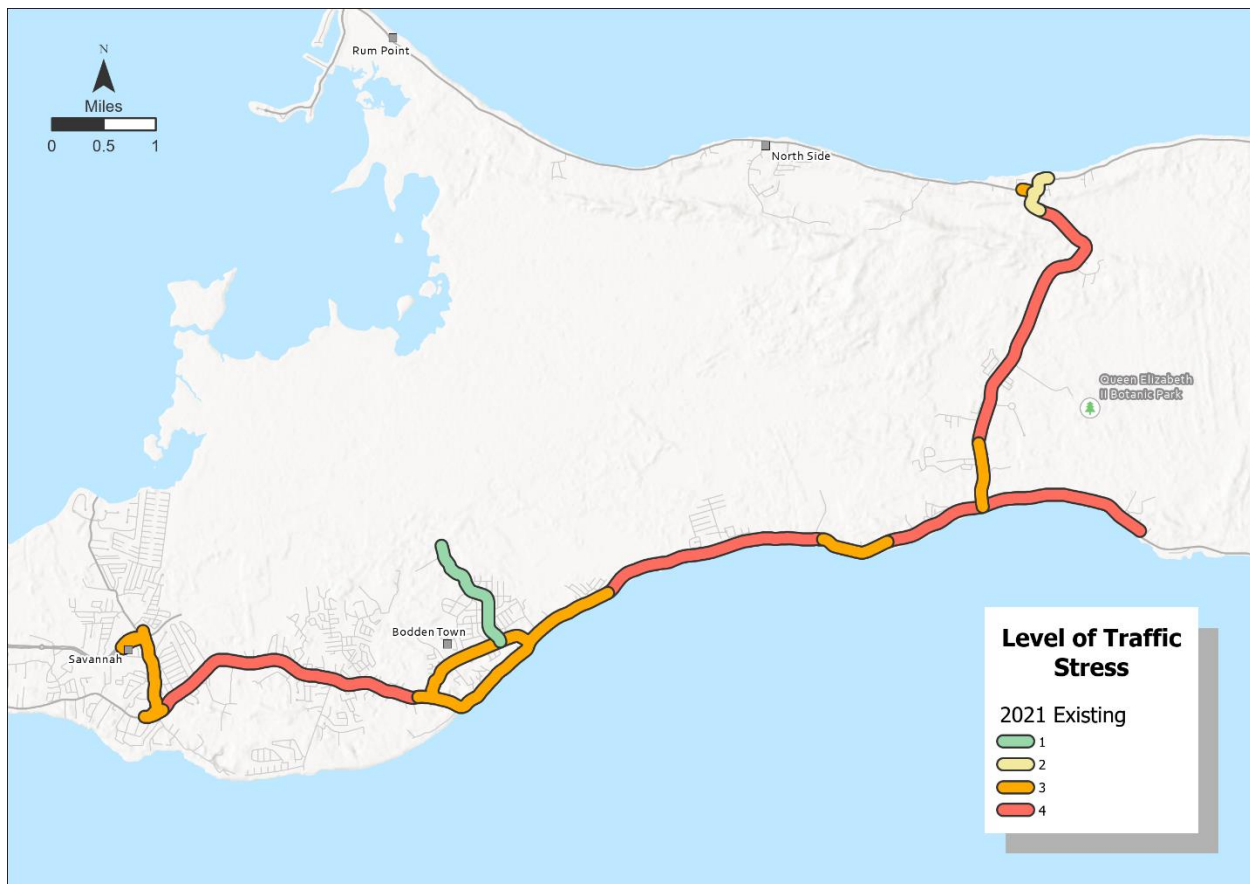 Rum Point
N
Miles
0 0.5 1
North Side
Queen Elizabeth
II Botanic Park
Bodden Town
Savannah
Level of Traffic
Stress
2021 Existing
1
2
3
4